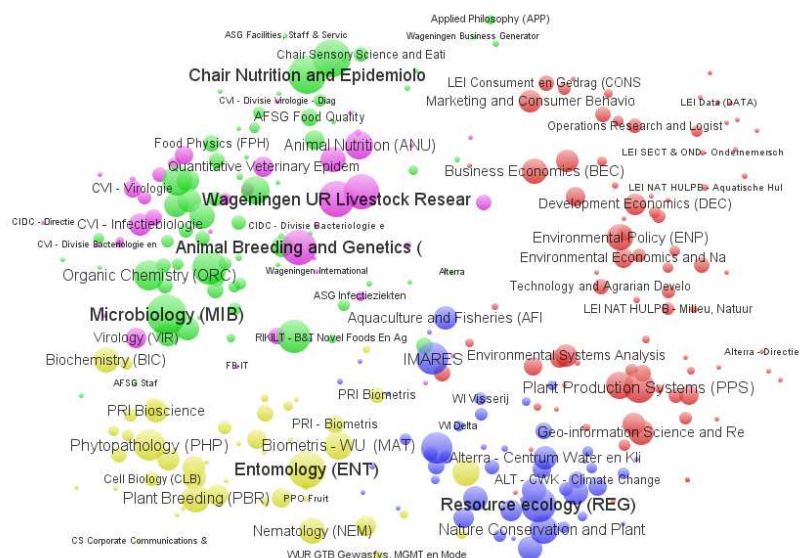 Applied Philosophy (APP)
ASG Facilities, Staff & Servic
Wageningen Business Generator
Chair Sensory Science and Eati
Chair Nutrition and Epidemiolo
LEI Consument en Gedrag (CONS
CVI - Divisie Virologie - Diag
Marketing and Consumer Behavio
LEI Data (DATA)
AFSG Food Quality
Operations Research and Logist
Food Physics (FPH)
Animal Nutrition (ANU)
LEI SECT & OND - Ondernemersch
Quantitative Veterinary Epidem
Business Economics (BEC)
CVI - Virologie
LEI NAT HULPB - Aquatische Hul
Wageningen UR Livestock Resear
Development Economics (DEC)
CIDC - Directie
CVI - Infectiebiologie
CIDC - Divisie Bacteriologie e
Environmental Policy (ENP)
CVI - Divisie Bacteriologie en
Animal Breeding and Genetics (
Environmental Economics and Na
Organic Chemistry (ORC)
Wageningen International
Alterra
Technology and Agrarian Develo
ASG Infectieziekten
LEI NAT HULPB - Milieu, Natuur
Microbiology (MIB)
Aquaculture and Fisheries (AFI
Virology (VIR)
RIKILT - B&T Novel Foods En Ag
Alterra - Directie
Biochemistry (BIC)
FB-IT
IMARES
Environmental Systems Analysis
AFSG Staf
Plant Production Systems (PPS)
PRI Biometris
WI Visserij
PRI Bioscience
PRI - Biometris
WI Delta
Geo-information Science and Re
Phytopathology (PHP)
Biometris - WU (MAT)
Alterra - Centrum Water en Kli
Entomology (ENT)
Cell Biology (CLB)
ALT - CWK - Climate Change
Plant Breeding (PBR)
PPO Fruit
Resource ecology (REG)
Nematology (NEM)
Nature Conservation and Plant
CS Corporate Communications &
WUR GTB Gewasfys. MGMT en Mode